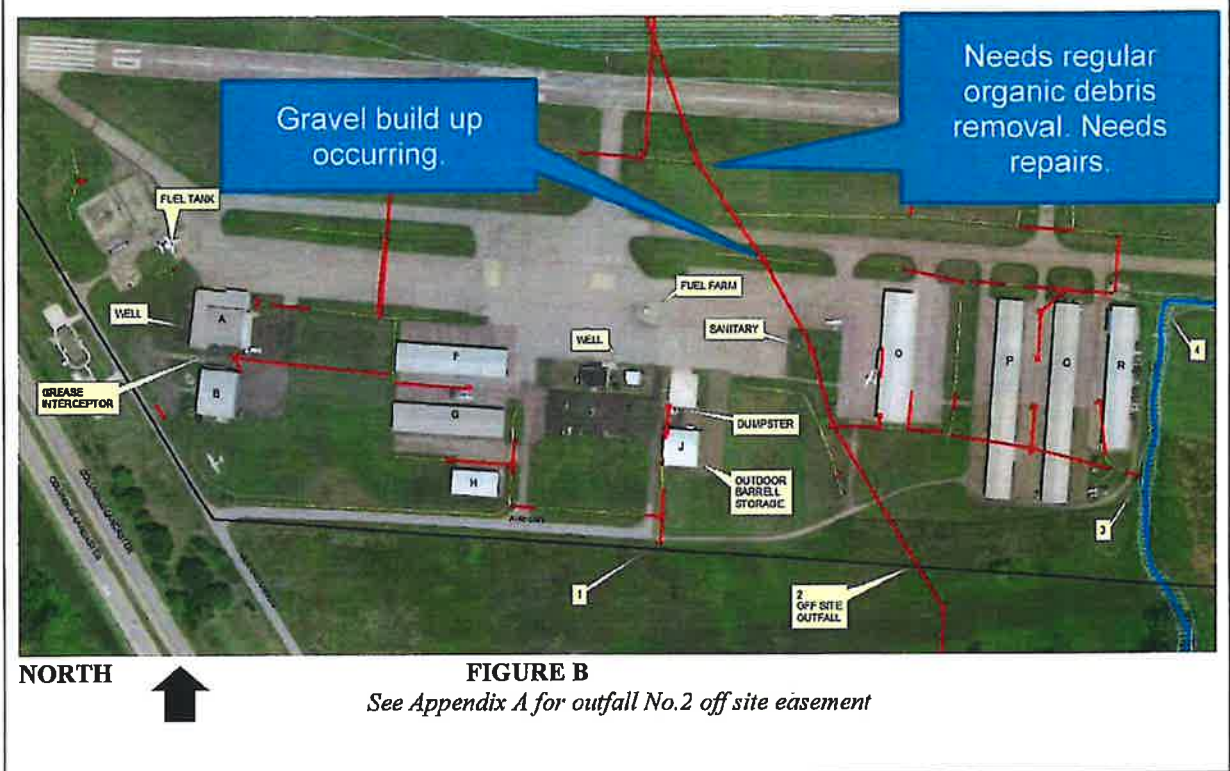 Gravel build up
occurring.
Needs regular
organic debris
removal. Needs
repairs.
FUEL TANK
WELL
A
GREASE
INTERCEPTOR
B
F
G
H
WELL
FUEL FARM
SANITARY
DUMPSTER
J
OUTDOOR
BARRELL
STORAGE
O
P
Q
R
4
3
1
2
OFF SITE
OUTFALL
NORTH
FIGURE B
See Appendix A for outfall No.2 off site easement